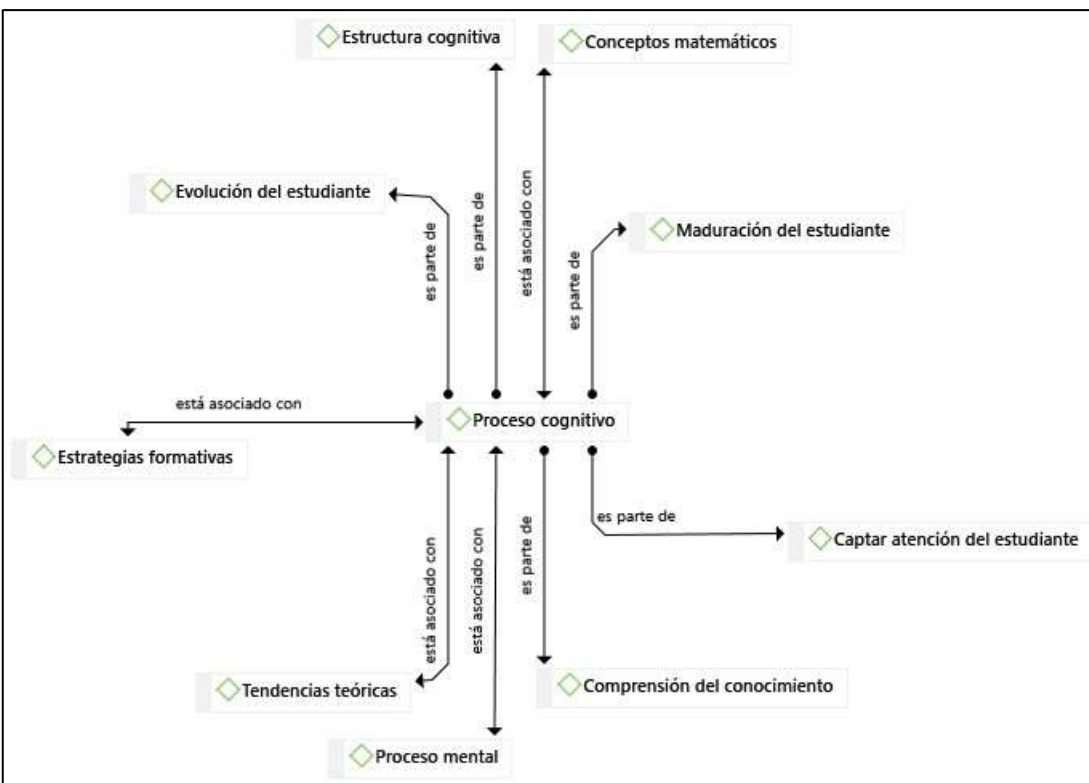 Estructura cognitiva
Conceptos matemáticos
Evolución del estudiante
es parte de
es parte de
está asociado con
es parte de
Maduración del estudiante
está asociado con
Proceso cognitivo
Estrategias formativas
está asociado con
está asociado con
es parte de
es parte de
Captar atención del estudiante
Tendencias teóricas
Comprensión del conocimiento
Proceso mental